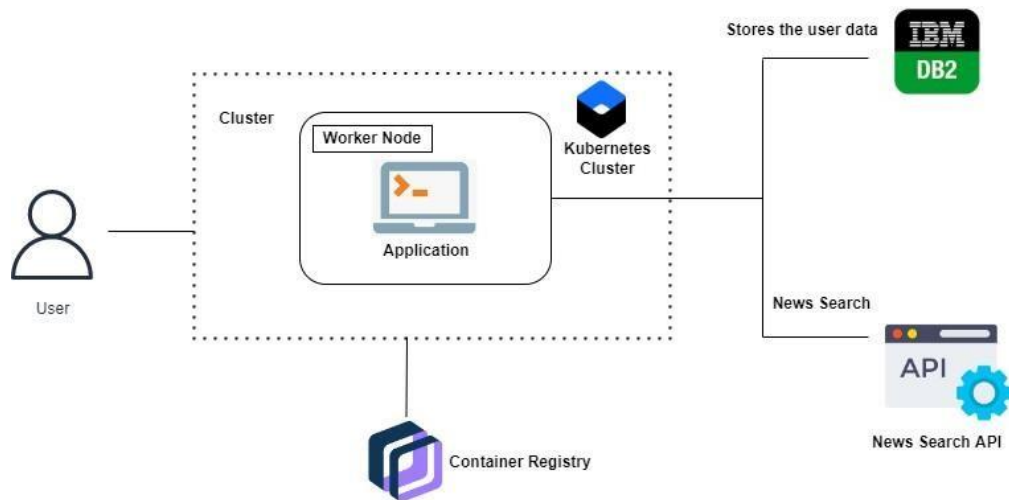 Stores the user data
IBM
DB2
Cluster
Worker Node
Kubernetes
Cluster
Application
User
News Search
API
News Search API
Container Registry